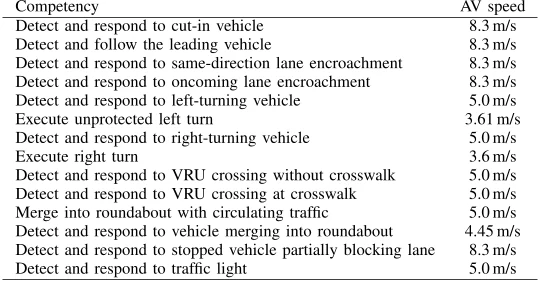 Competency AV speed
Detect and respond to cut-in vehicle 8.3 m/s
Detect and follow the leading vehicle 8.3 m/s
Detect and respond to same-direction lane encroachment 8.3 m/s
Detect and respond to oncoming lane encroachment 8.3 m/s
Detect and respond to left-turning vehicle 5.0 m/s
Execute unprotected left turn 3.61 m/s
Detect and respond to right-turning vehicle 5.0 m/s
Execute right turn 3.6 m/s
Detect and respond to VRU crossing without crosswalk 5.0 m/s
Detect and respond to VRU crossing at crosswalk 5.0 m/s
Merge into roundabout with circulating traffic 5.0 m/s
Detect and respond to vehicle merging into roundabout 4.45 m/s
Detect and respond to stopped vehicle partially blocking lane 8.3 m/s
Detect and respond to traffic light 5.0 m/s